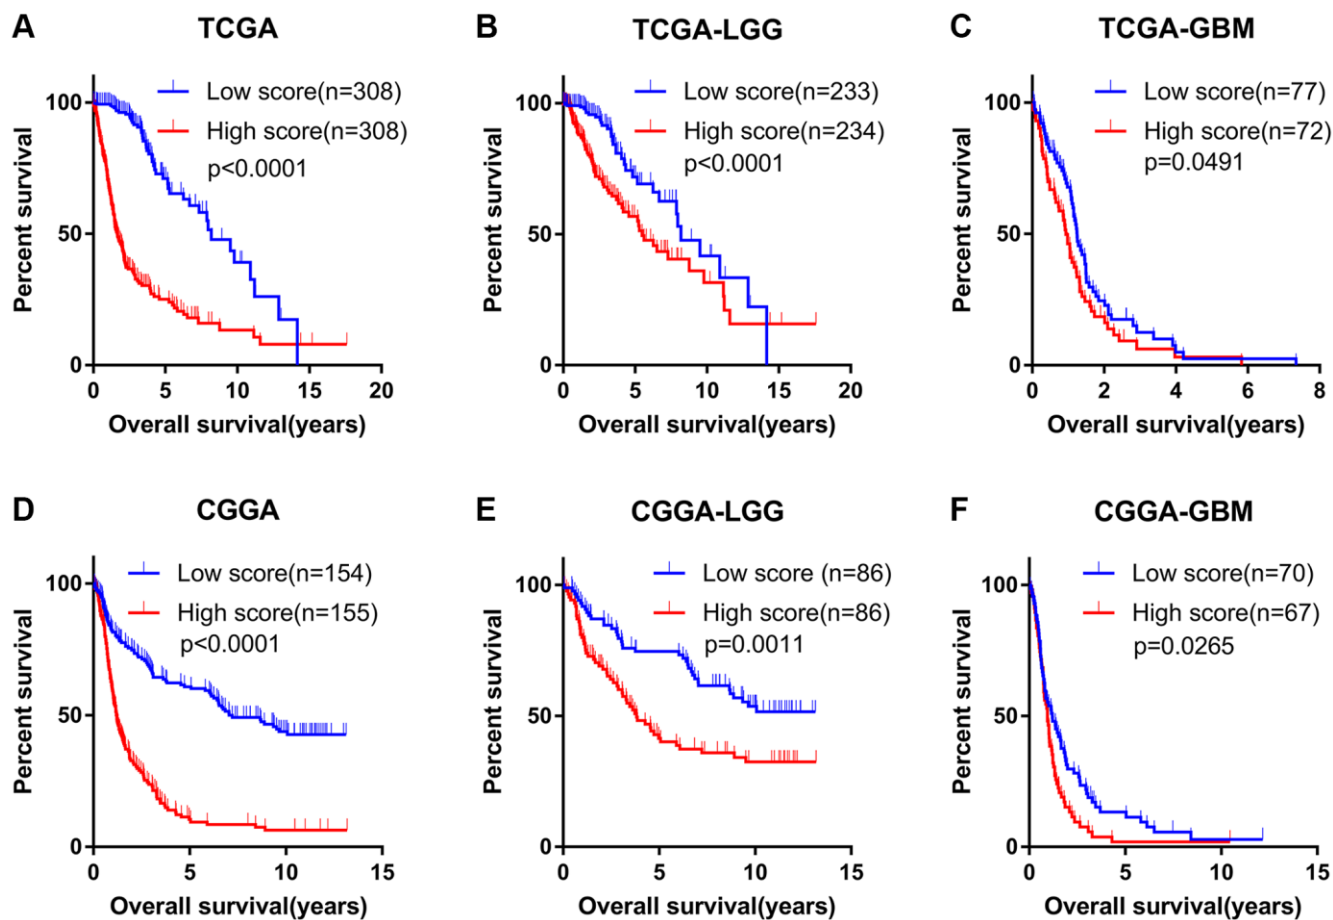 A TCGA
Percent survival
100
50
0
Low score(n=308)
High score(n=308)
p<0.0001
0 5 10 15 20
Overall survival(years)
B TCGA-LGG
Percent survival
100
50
0
Low score(n=233)
High score(n=234)
p<0.0001
0 5 10 15 20
Overall survival(years)
C TCGA-GBM
Percent survival
100
50
0
Low score(n=77)
High score(n=72)
p=0.0491
0 2 4 6 8
Overall survival(years)
D CGGA
Percent survival
100
50
0
Low score(n=154)
High score(n=155)
p<0.0001
0 5 10 15
Overall survival(years)
E CGGA-LGG
Percent survival
100
50
0
Low score (n=86)
High score(n=86)
p=0.0011
0 5 10 15
Overall survival(years)
F CGGA-GBM
Percent survival
100
50
0
Low score(n=70)
High score(n=67)
p=0.0265
0 5 10 15
Overall survival(years)